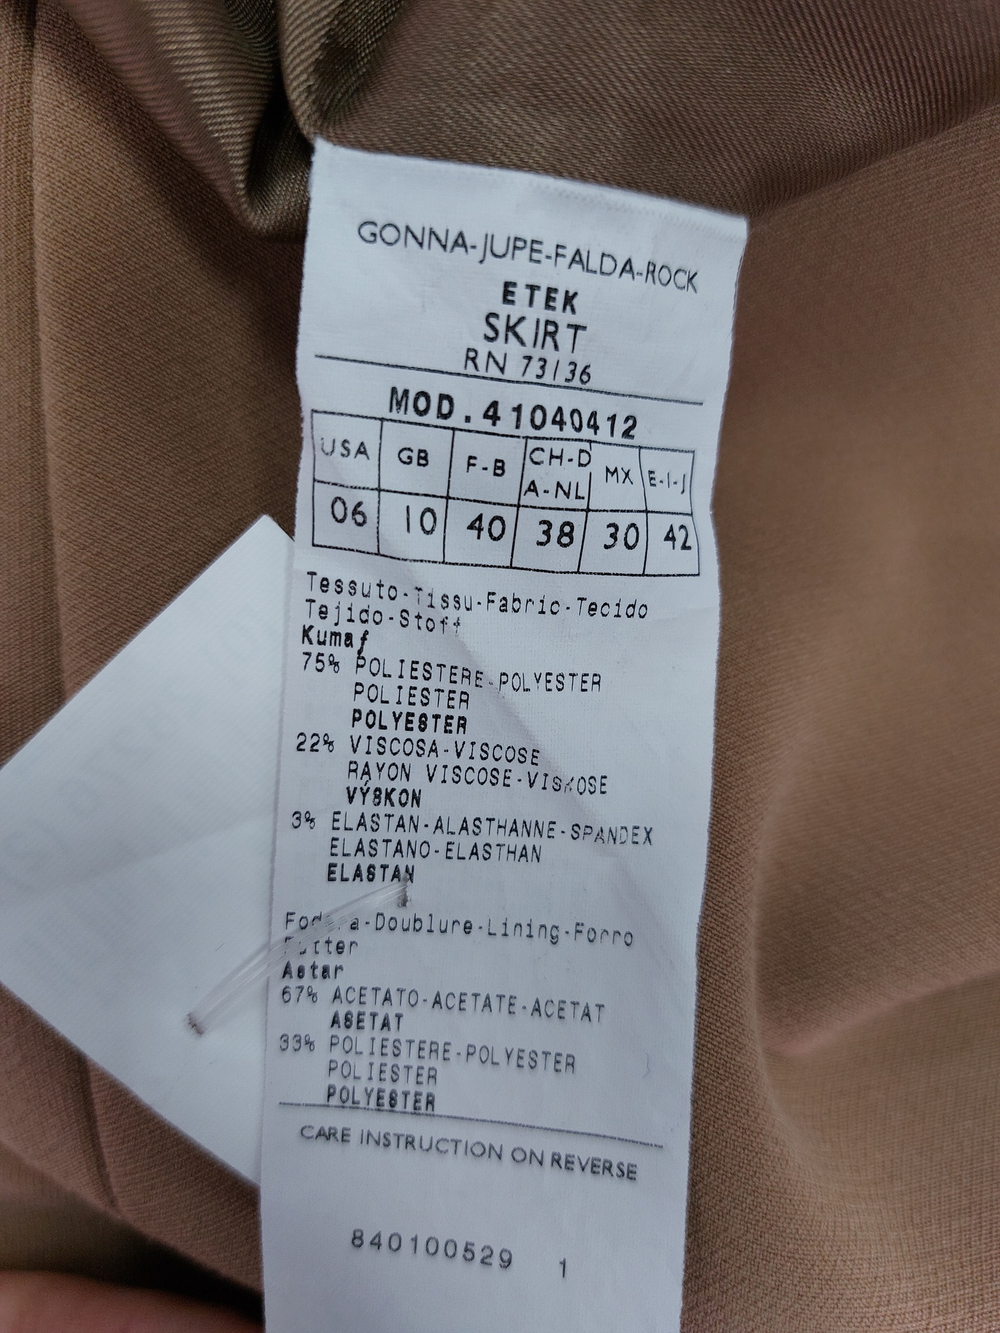 GONNA-JUPE-FALDA-ROCK
ETEK
SKIRT
RN 73136
MOD.41040412
USA GB F-B CH-D A-NL MX E-I-J
06 10 40 38 30 42
Tessuto-Tissu-Fabric-Tecido
Tejido-Stoff
Kumaf
75% POLIESTERE-POLYESTER
POLIESTER
POLYESTER
22% VISCOSA-VISCOSE
RAYON VISCOSE-VISKOSE
VÝSKON
3% ELASTAN-ALASTHANNE-SPANDEX
ELASTANO-ELASTHAN
ELASTAN
Fodera-Doublure-Lining-Forro
Futter
Astar
67% ACETATO-ACETATE-ACETAT
ASETAT
33% POLIESTERE-POLYESTER
POLIESTER
POLYESTER
CARE INSTRUCTION ON REVERSE
840100529 1